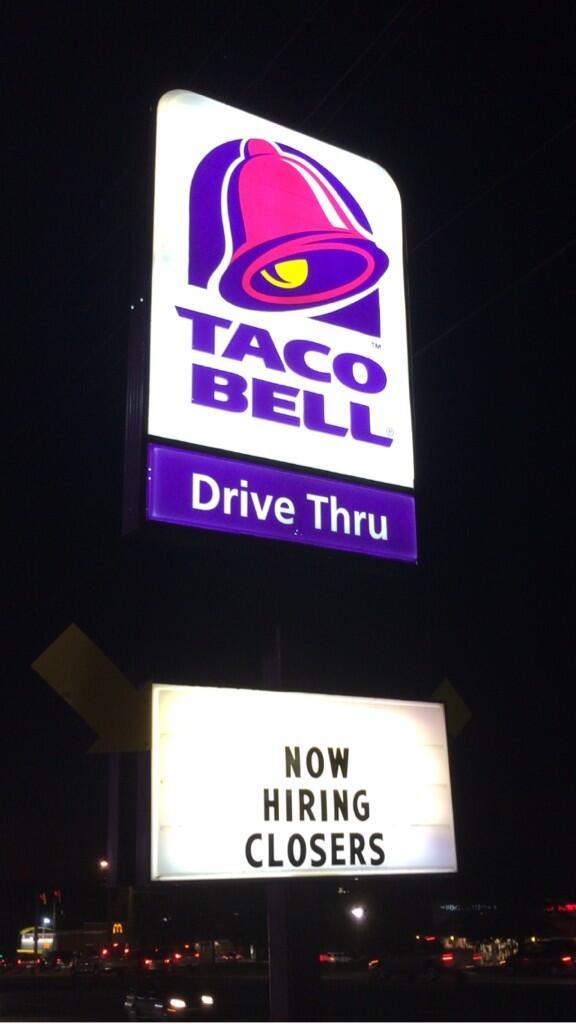 TACO
BELL
Drive Thru
NOW
HIRING
CLOSERS